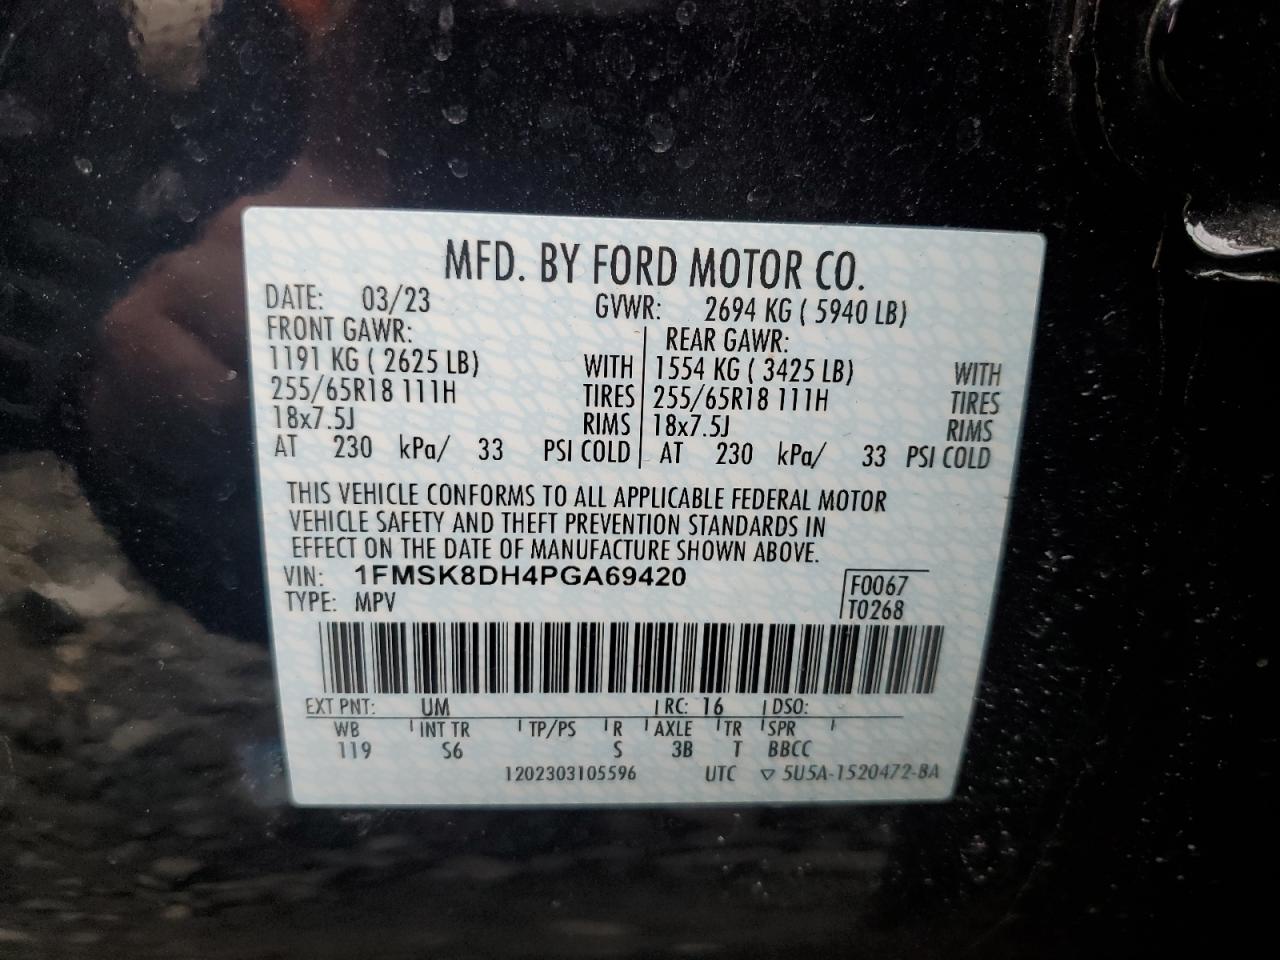 MFD. BY FORD MOTOR CO.
DATE: 03/23 GVWR: 2694 KG ( 5940 LB)
FRONT GAWR: REAR GAWR:
1191 KG ( 2625 LB) WITH 1554 KG ( 3425 LB) WITH
255/65R18 111H TIRES 255/65R18 111H TIRES
18x7.5J RIMS 18x7.5J RIMS
AT 230 kPa/ 33 PSI COLD AT 230 kPa/ 33 PSI COLD
THIS VEHICLE CONFORMS TO ALL APPLICABLE FEDERAL MOTOR
VEHICLE SAFETY AND THEFT PREVENTION STANDARDS IN
EFFECT ON THE DATE OF MANUFACTURE SHOWN ABOVE.
VIN: 1FMSK8DH4PGA69420 F0067
TYPE: MPV T0268
EXT PNT: UM RC: 16 DSO:
WB INT TR TP/PS R AXLE TR SPR
119 S6 S 3B T BBCC
1202303105596 UTC ▽ 5U5A-1520472-BA